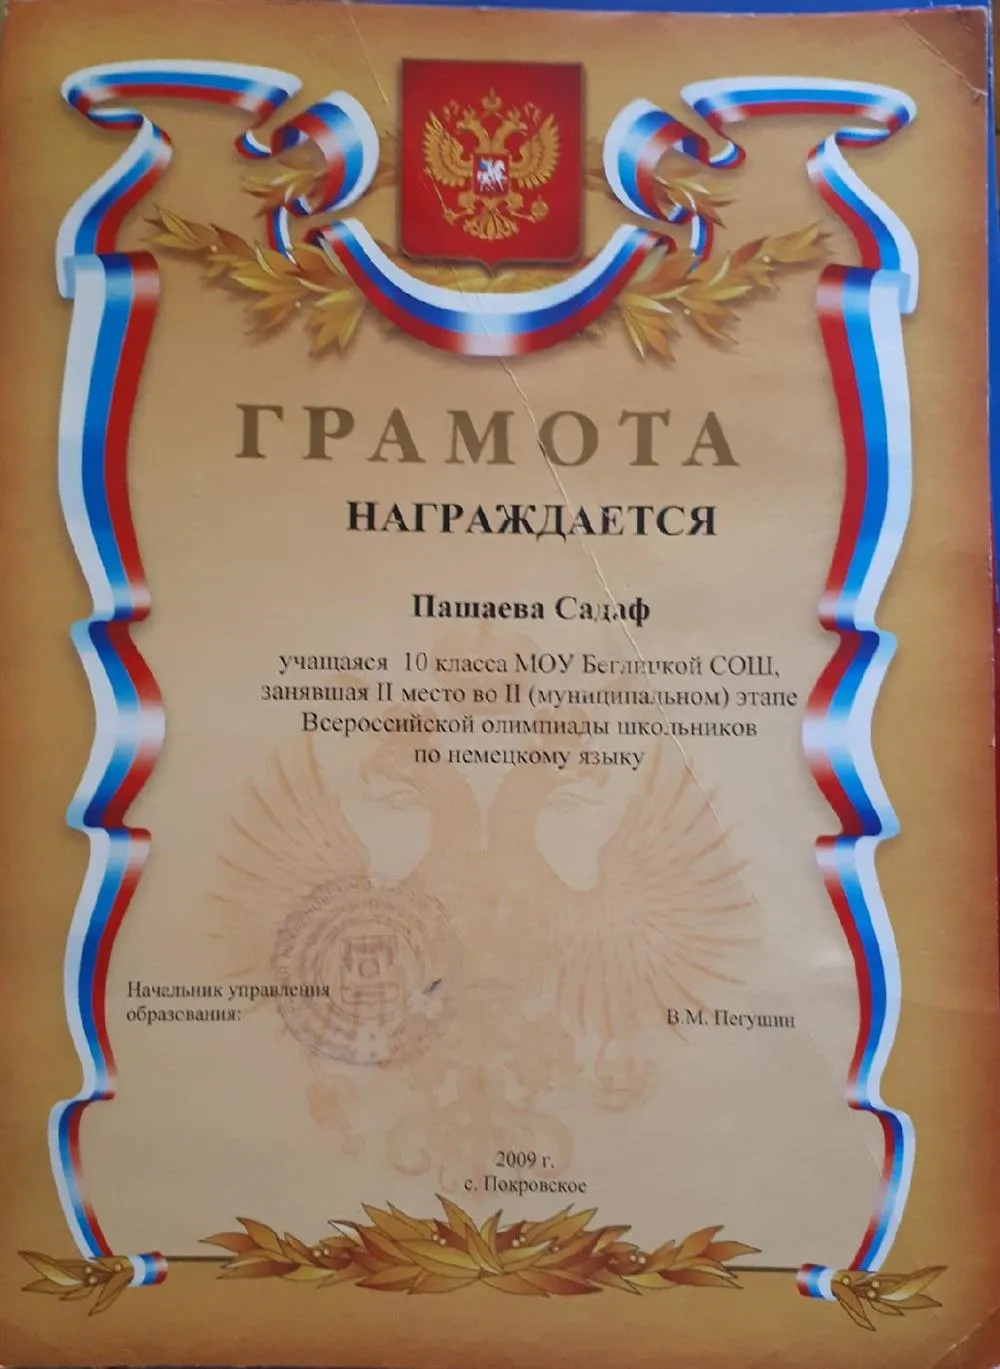 ГРАМОТА
НАГРАЖДАЕТСЯ
Пашаева Садаф
учащаяся 10 класса МОУ Беглицкой СОШ,
занявшая II место во II (муниципальном) этапе
Всероссийской олимпиады школьников
по немецкому языку
Начальник управления
образования:
В.М. Пегушин
2009 г.
с. Покровское